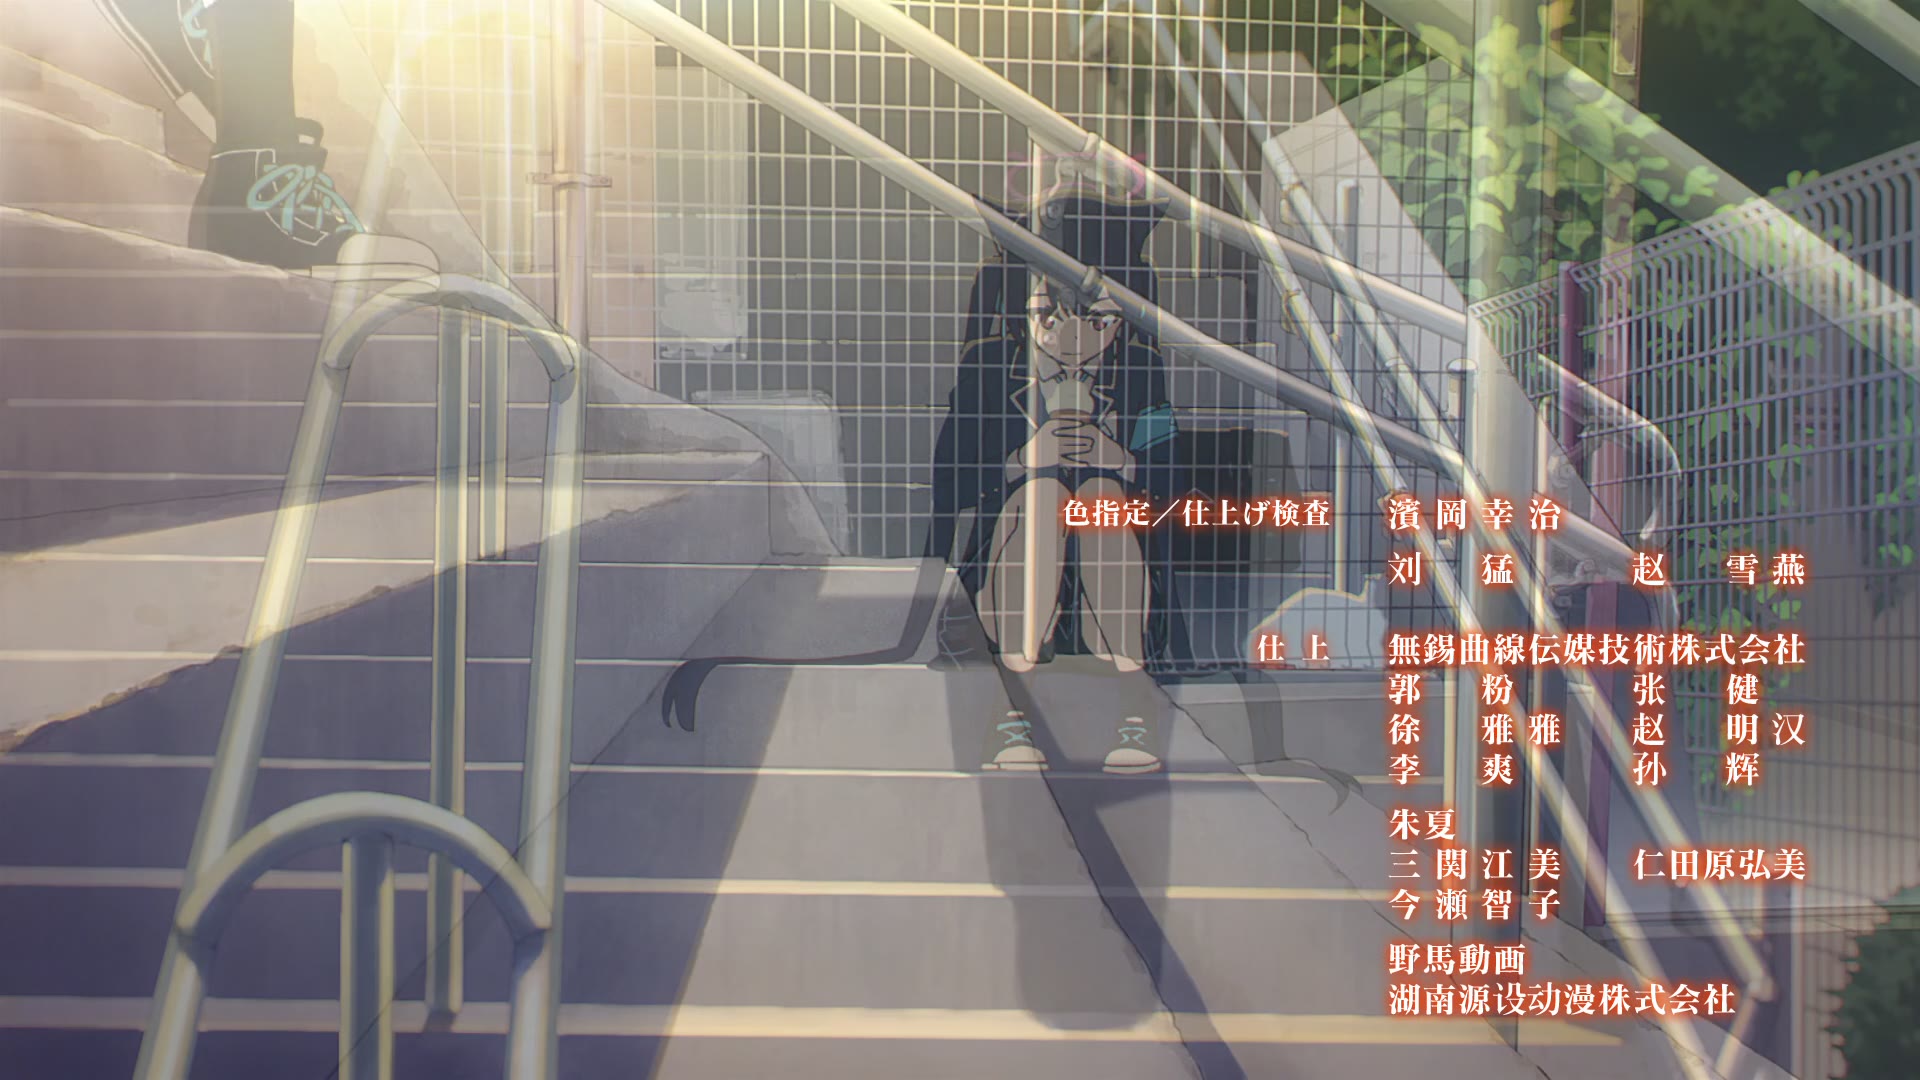 色指定／仕上げ検査 濱岡幸治
刘猛 赵雪燕
仕上 無錫曲線伝媒技術株式会社
郭粉 张健
徐雅雅 赵明汉
李爽 孙辉
朱夏
三関江美 仁田原弘美
今瀬智子
野馬動画
湖南源设动漫株式会社